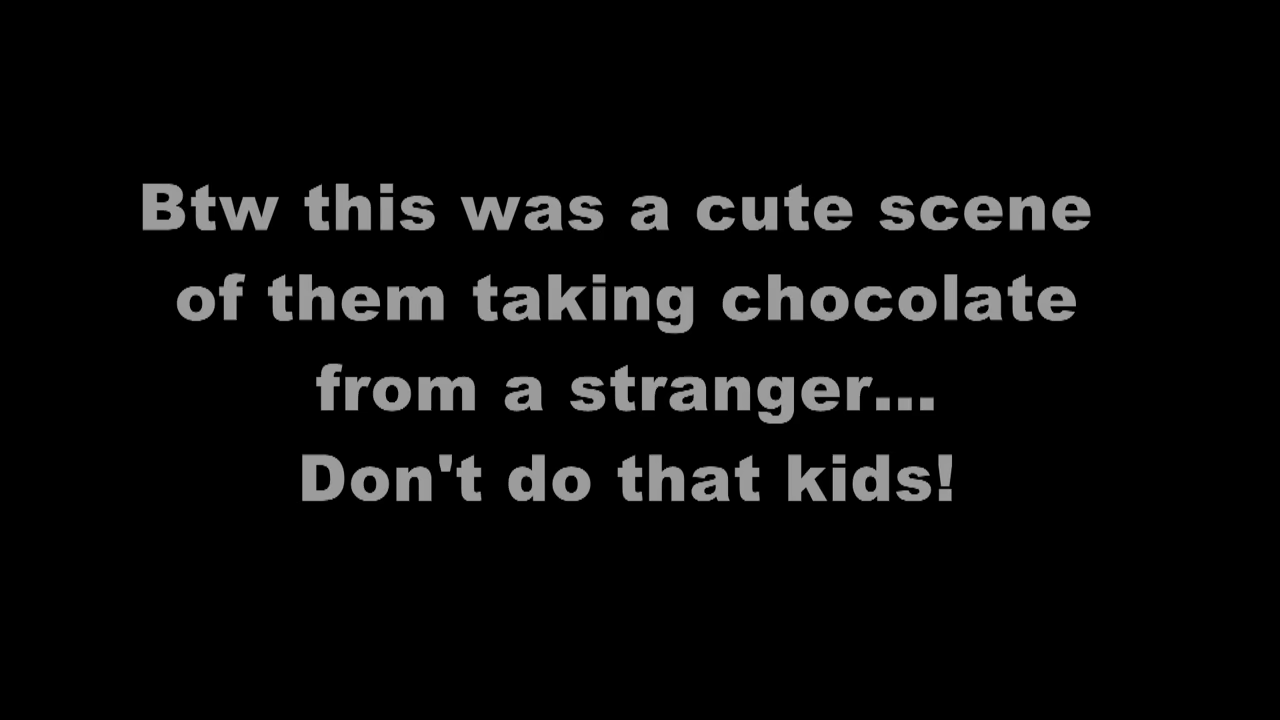 Btw this was a cute scene
of them taking chocolate
from a stranger...
Don't do that kids!